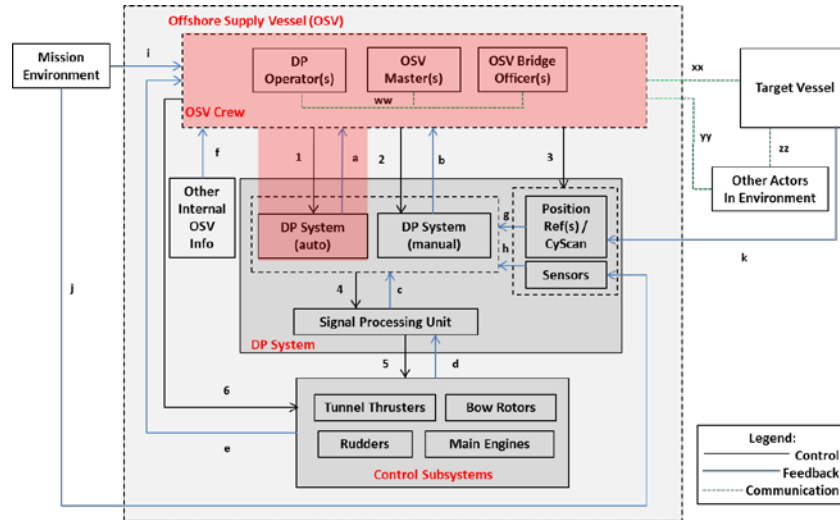 Offshore Supply Vessel (OSV)
Mission
Environment
i
DP
Operator(s)
OSV
Master(s)
OSV Bridge
Officer(s)
ww
OSV Crew
xx
Target Vessel
yy
zz
Other Actors
In Environment
f
1
a
2
b
3
Other
Internal
OSV
Info
DP System
(auto)
DP System
(manual)
g
h
Position
Ref(s) /
CyScan
Sensors
k
j
4
c
Signal Processing Unit
DP System
5
d
6
e
Tunnel Thrusters
Bow Rotors
Rudders
Main Engines
Control Subsystems
Legend:
Control
Feedback
Communication